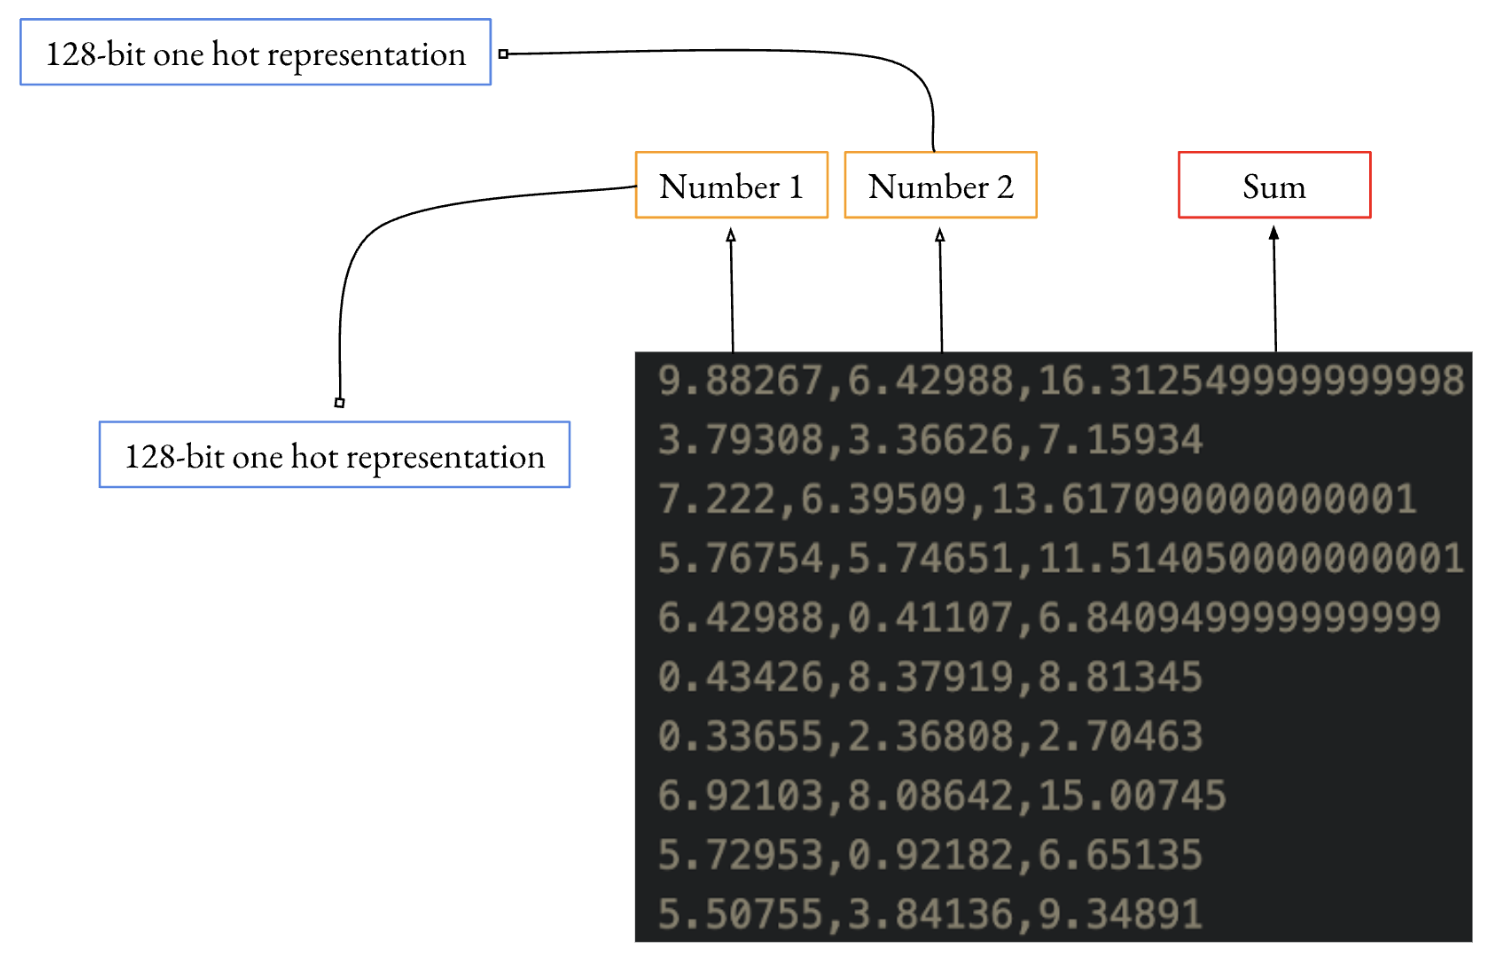 128-bit one hot representation
Number 1
Number 2
Sum
128-bit one hot representation
9.88267,6.42988,16.312549999999998
3.79308,3.36626,7.15934
7.222,6.39509,13.617090000000001
5.76754,5.74651,11.514050000000001
6.42988,0.41107,6.840949999999999
0.43426,8.37919,8.81345
0.33655,2.36808,2.70463
6.92103,8.08642,15.00745
5.72953,0.92182,6.65135
5.50755,3.84136,9.34891